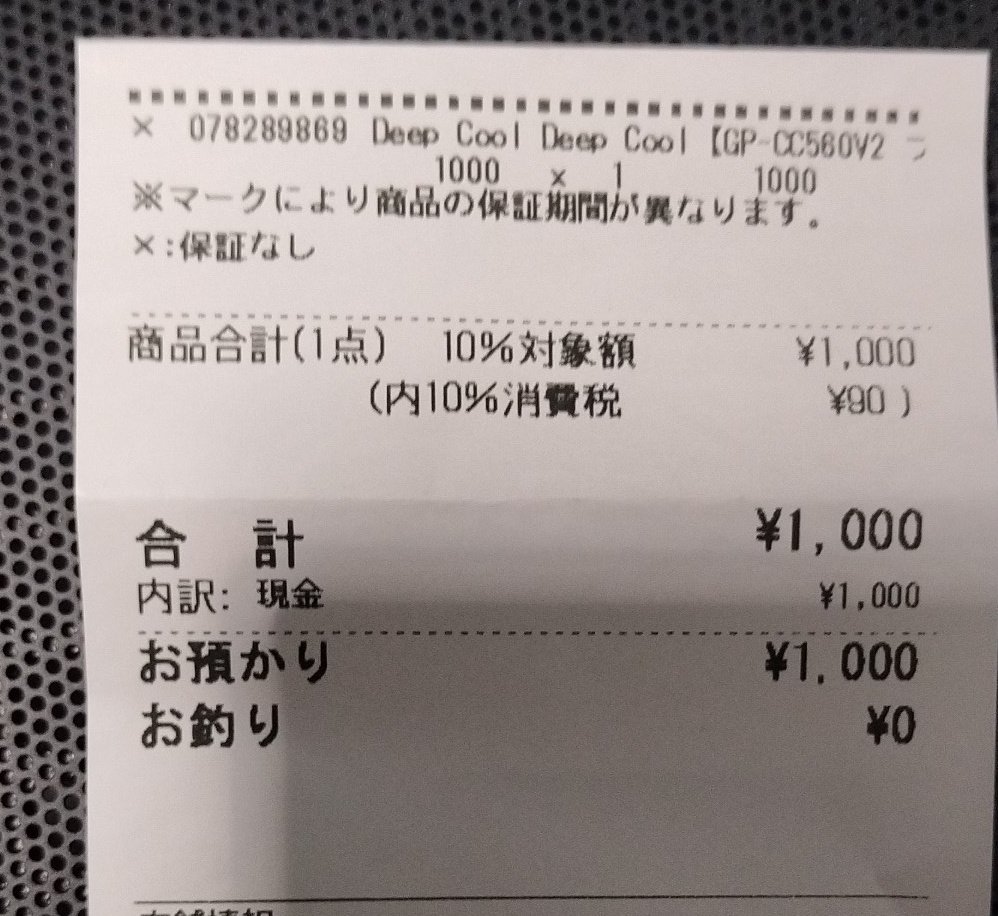 × 078289869 Deep Cool Deep Cool【GP-CC560V2
1000 × 1 1000
※マークにより商品の保証期間が異なります。
×:保証なし
商品合計(1点) 10%対象額 ¥1,000
(内10%消費税 ¥90 )
合 計 ¥1,000
内訳: 現金 ¥1,000
お預かり ¥1,000
お釣り ¥0